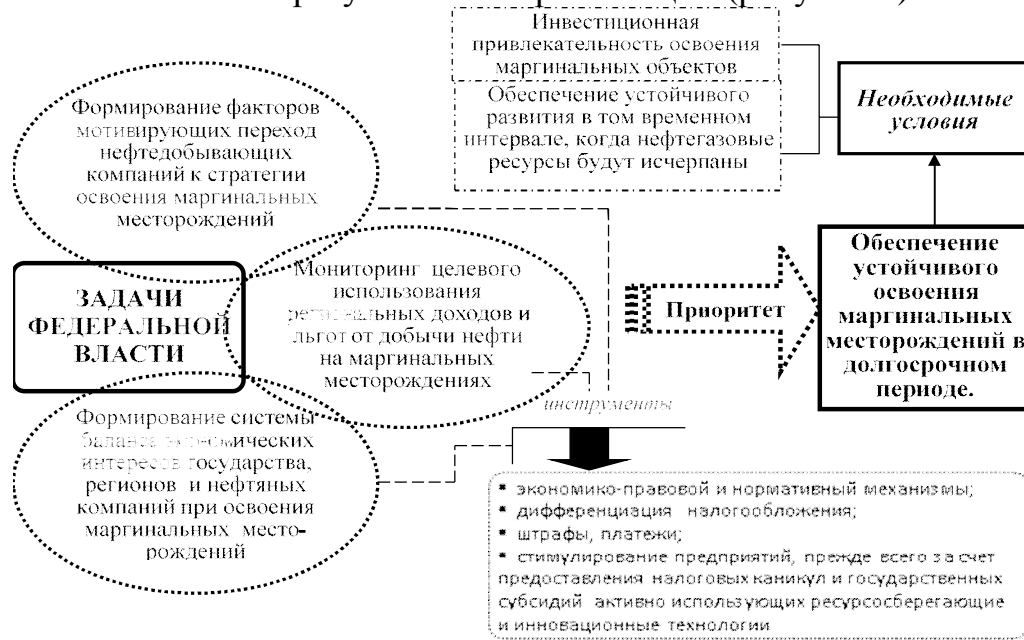 Инвестиционная
привлекательность освоения
маргинальных объектов
Обеспечение устойчивого
развития в том временном
интервале, когда нефтегазовые
ресурсы будут исчерпаны
Необходимые
условия
Формирование факторов
мотивирующих переход
нефтедобывающих
компаний к стратегии
освоения маргинальных
месторождений
ЗАДАЧИ
ФЕДЕРАЛЬНОЙ
ВЛАСТИ
Мониторинг целевого
использования
региональных доходов и
льгот от добычи нефти
на маргинальных
месторождениях
Формирование системы
баланса экономических
интересов государства,
регионов и нефтяных
компаний при освоения
маргинальных место-
рождений
Приоритет
Обеспечение
устойчивого
освоения
маргинальных
месторождений в
долгосрочном
периоде.
инструменты
▪ экономико-правовой и нормативный механизмы;
▪ дифференциация налогообложения;
▪ штрафы, платежи;
▪ стимулирование предприятий, прежде всего за счет
предоставления налоговых каникул и государственных
субсидий активно использующих ресурсосберегающие
и инновационные технологии